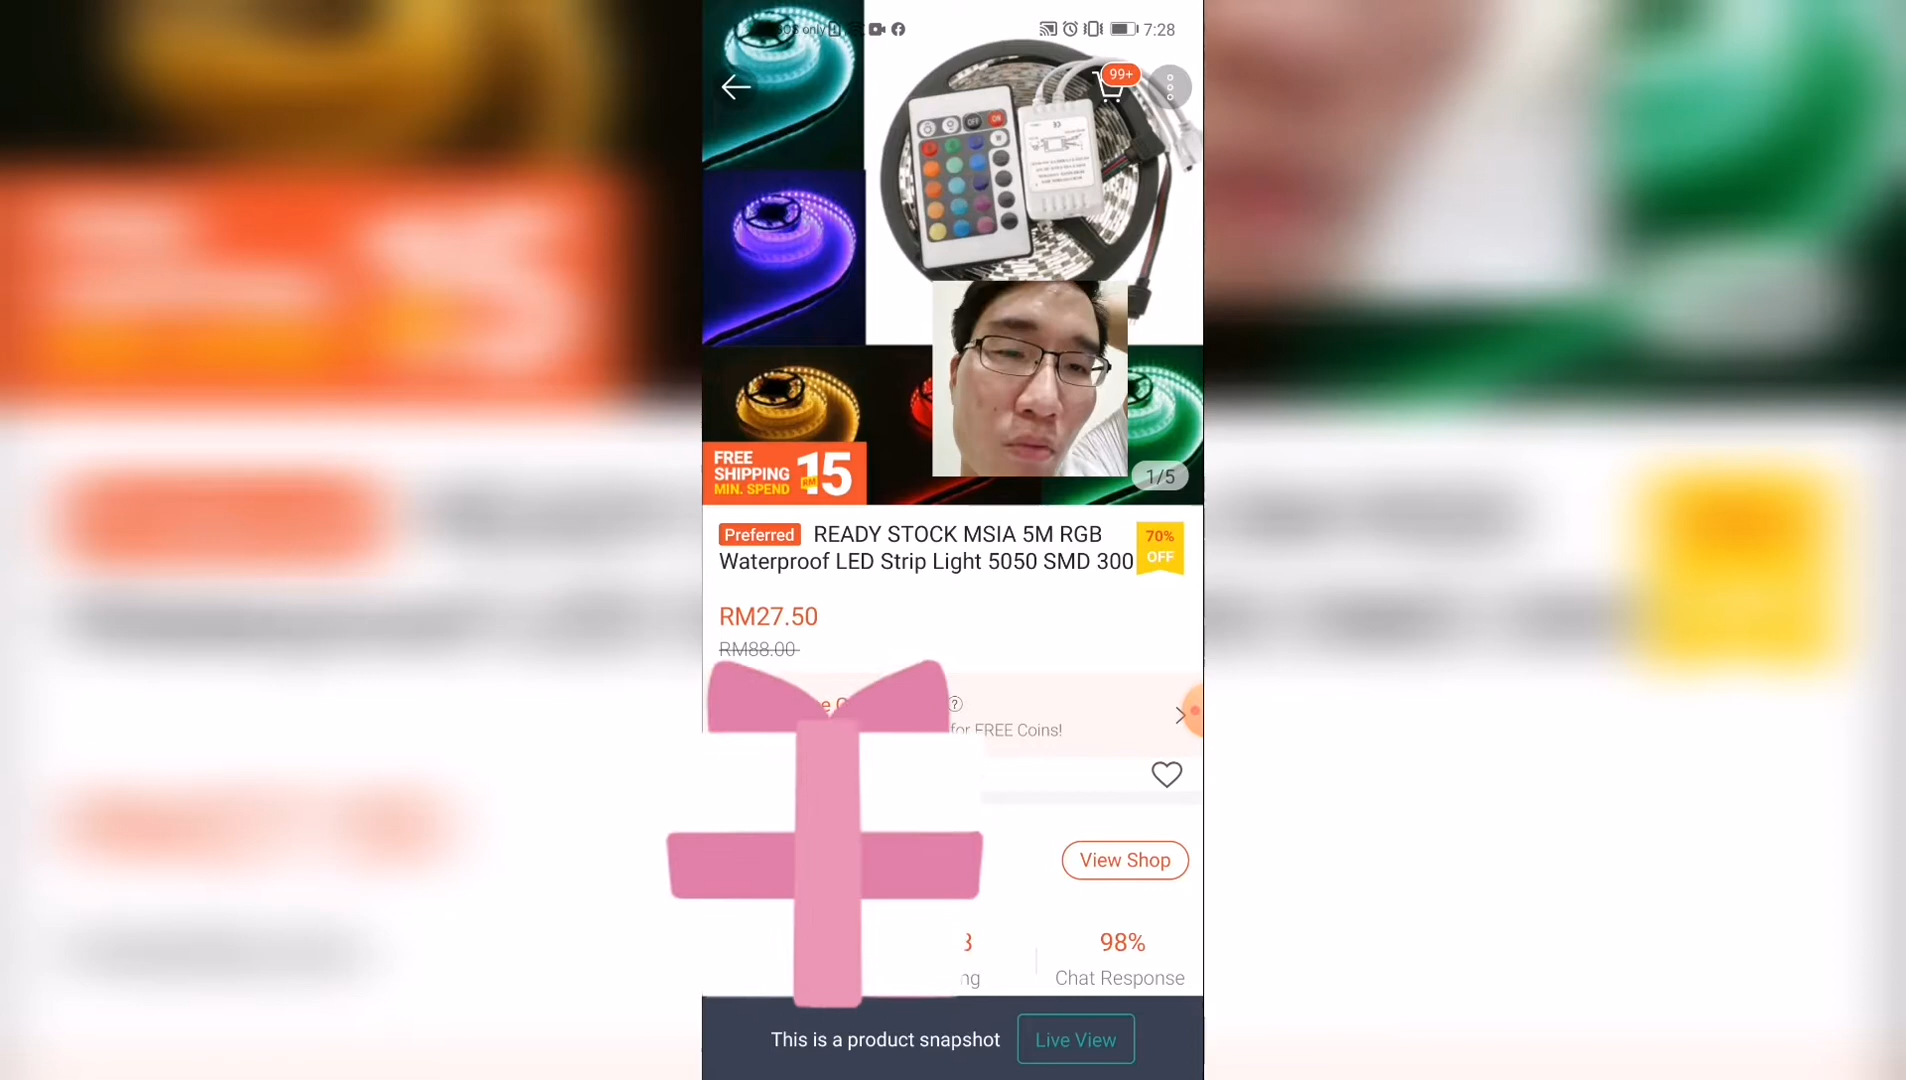 7:28
99+
OFF
ON
FREE
SHIPPING
MIN. SPEND
RM
15
1/5
Preferred
READY STOCK MSIA 5M RGB
Waterproof LED Strip Light 5050 SMD 300
70%
OFF
RM27.50
RM88.00
for FREE Coins!
View Shop
98%
Chat Response
This is a product snapshot
Live View